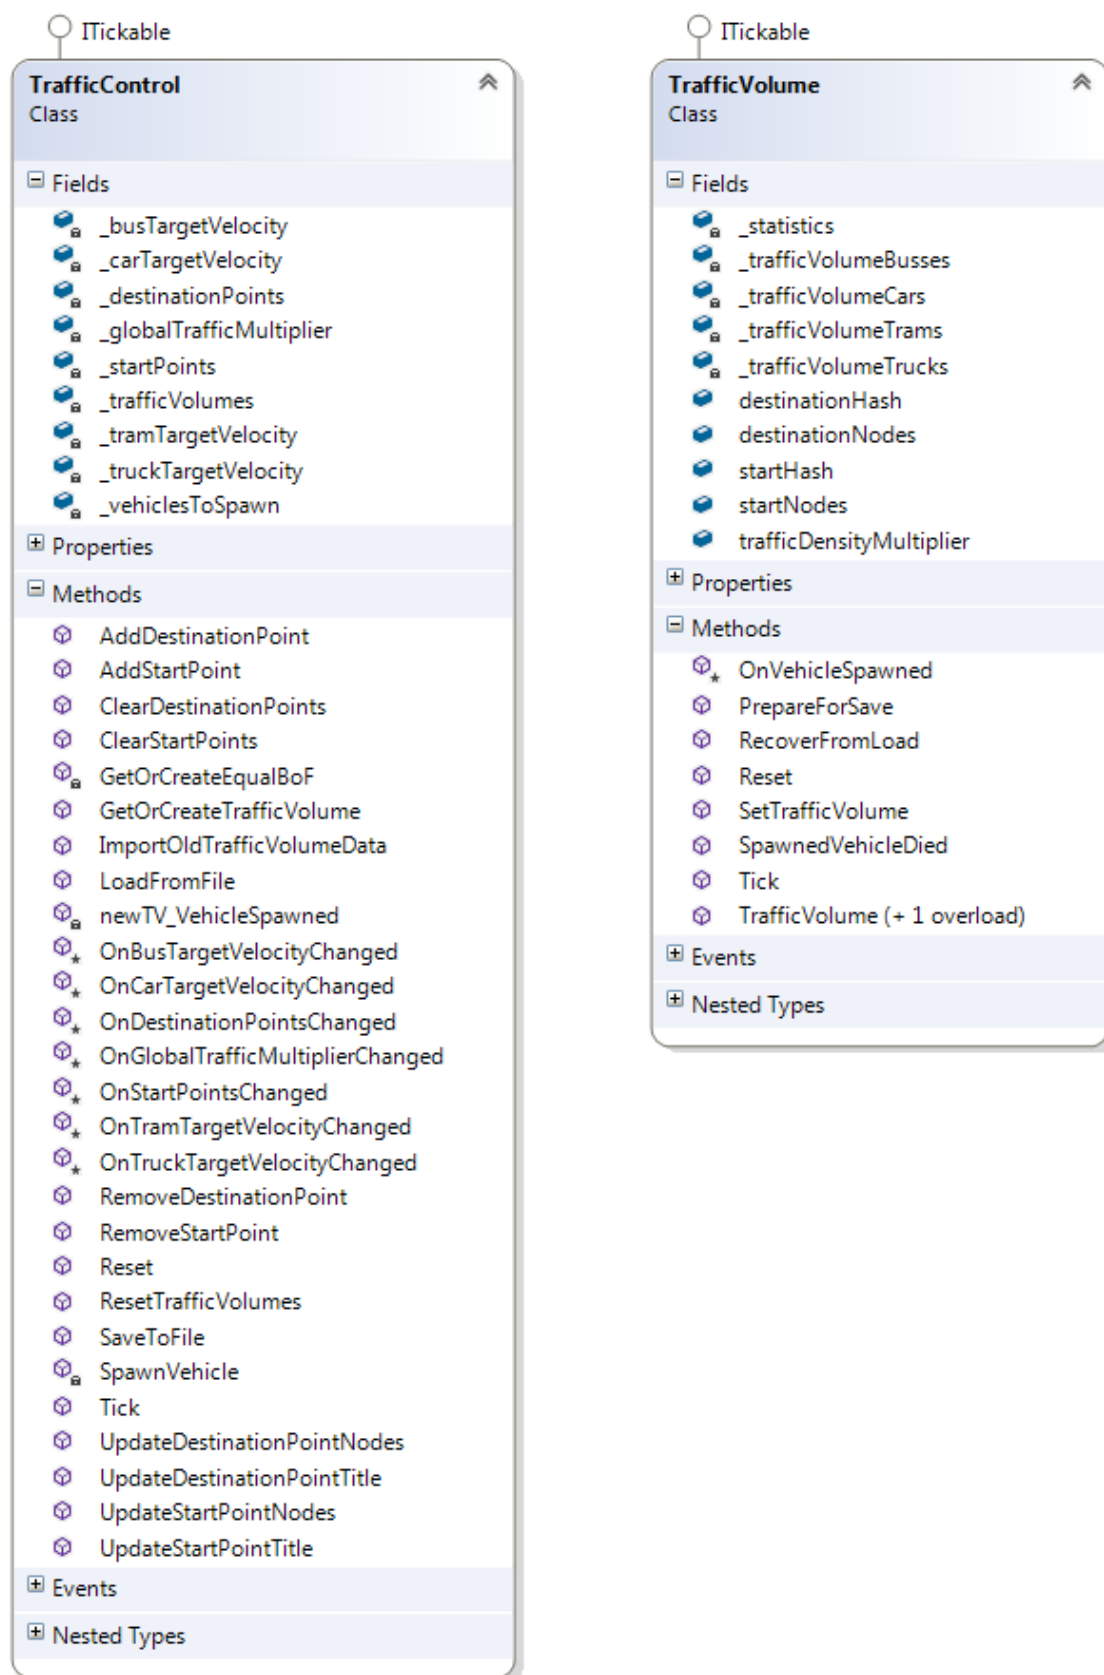 ITickable
TrafficControl
Class
Fields
_busTargetVelocity
_carTargetVelocity
_destinationPoints
_globalTrafficMultiplier
_startPoints
_trafficVolumes
_tramTargetVelocity
_truckTargetVelocity
_vehiclesToSpawn
Properties
Methods
AddDestinationPoint
AddStartPoint
ClearDestinationPoints
ClearStartPoints
GetOrCreateEqualBoF
GetOrCreateTrafficVolume
ImportOldTrafficVolumeData
LoadFromFile
newTV_VehicleSpawned
OnBusTargetVelocityChanged
OnCarTargetVelocityChanged
OnDestinationPointsChanged
OnGlobalTrafficMultiplierChanged
OnStartPointsChanged
OnTramTargetVelocityChanged
OnTruckTargetVelocityChanged
RemoveDestinationPoint
RemoveStartPoint
Reset
ResetTrafficVolumes
SaveToFile
SpawnVehicle
Tick
UpdateDestinationPointNodes
UpdateDestinationPointTitle
UpdateStartPointNodes
UpdateStartPointTitle
Events
Nested Types
ITickable
TrafficVolume
Class
Fields
_statistics
_trafficVolumeBusses
_trafficVolumeCars
_trafficVolumeTrams
_trafficVolumeTrucks
destinationHash
destinationNodes
startHash
startNodes
trafficDensityMultiplier
Properties
Methods
OnVehicleSpawned
PrepareForSave
RecoverFromLoad
Reset
SetTrafficVolume
SpawnedVehicleDied
Tick
TrafficVolume (+ 1 overload)
Events
Nested Types